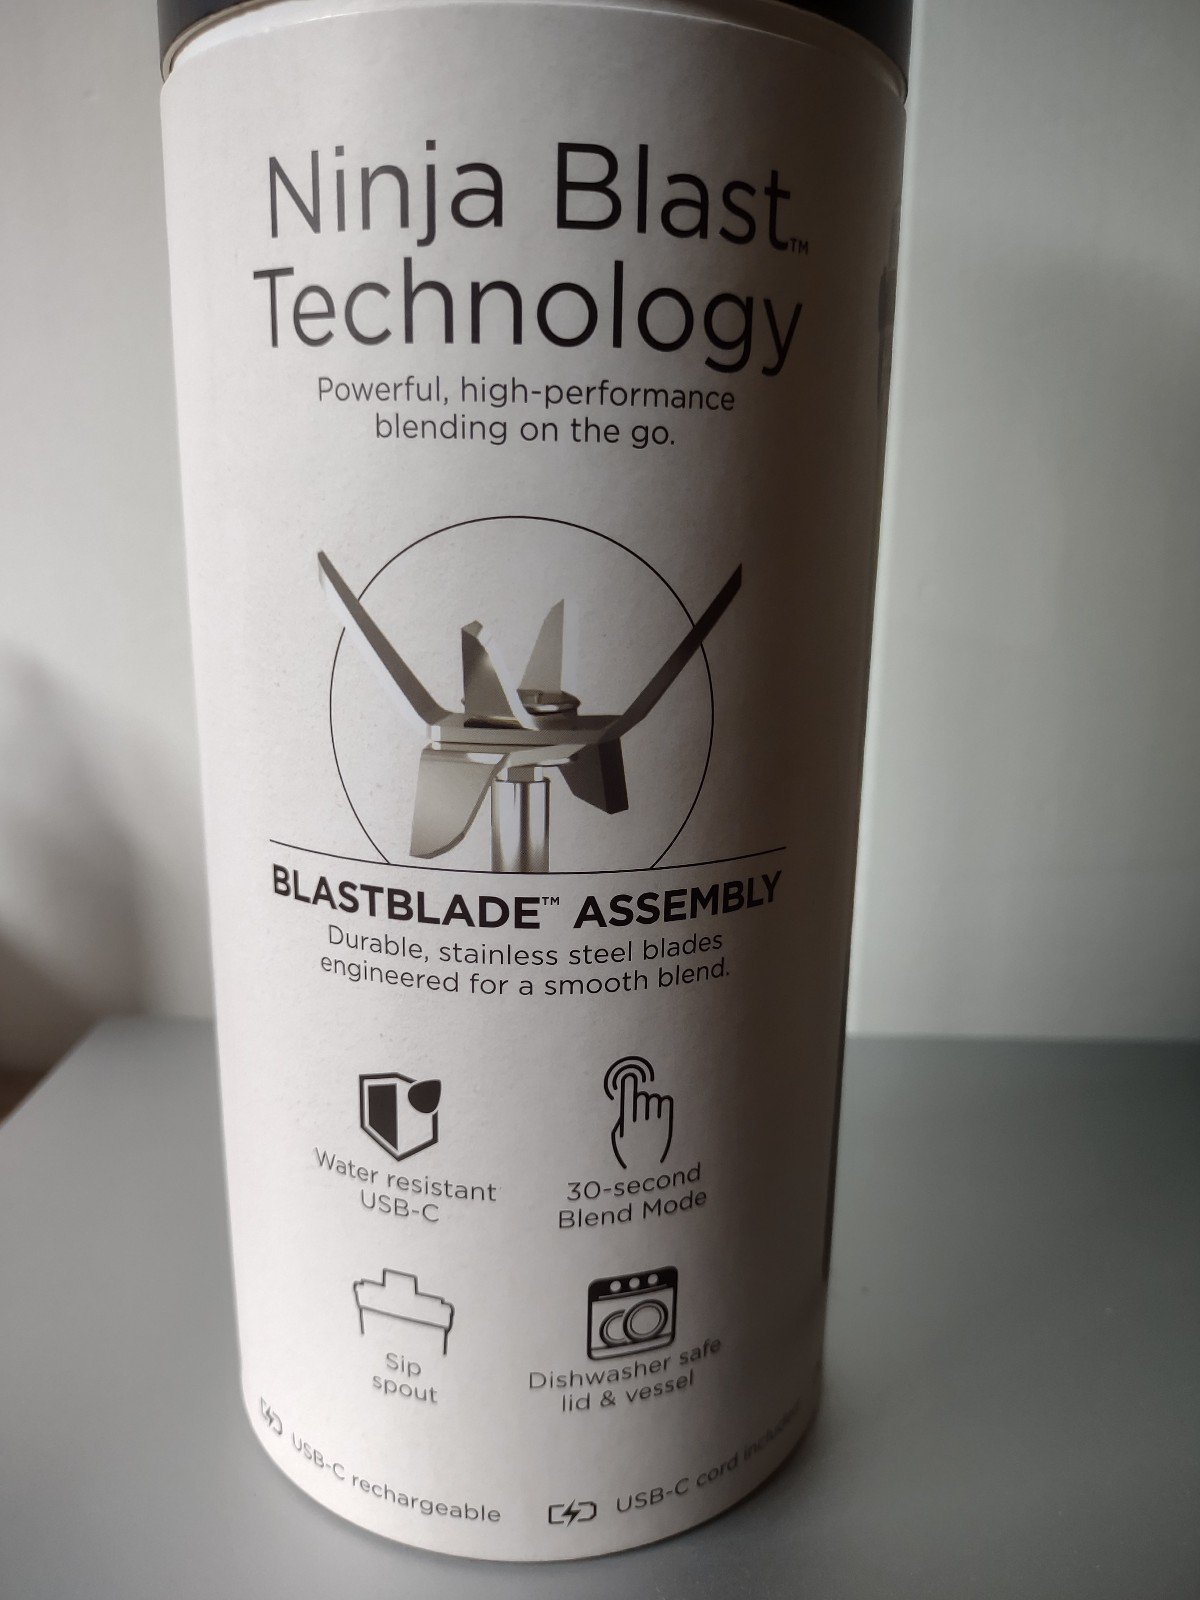 Ninja Blast™
Technology
Powerful, high-performance
blending on the go.
BLASTBLADE™ ASSEMBLY
Durable, stainless steel blades
engineered for a smooth blend.
Water resistant
USB-C
30-second
Blend Mode
Sip
spout
Dishwasher safe
lid & vessel
USB-C rechargeable
USB-C cord included